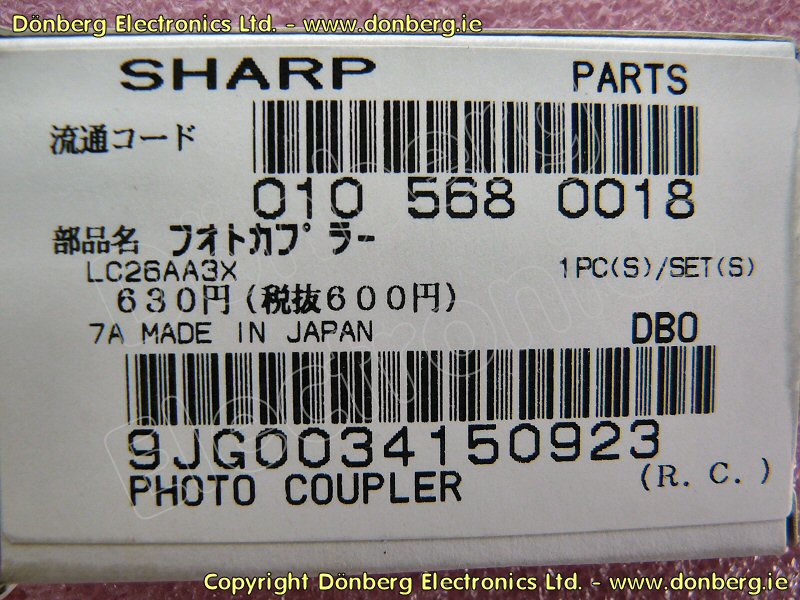 Dönberg Electronics Ltd. - www.donberg.ie
SHARP PARTS
流通コード
010 568 0018
部品名 フオトカプ ラー
LC26AA3X 1PC(S)/SET(S)
630円(税抜600円)
7A MADE IN JAPAN DB0
9JG0034150923
PHOTO COUPLER (R.C.)
Copyright Dönberg Electronics Ltd. - www.donberg.ie